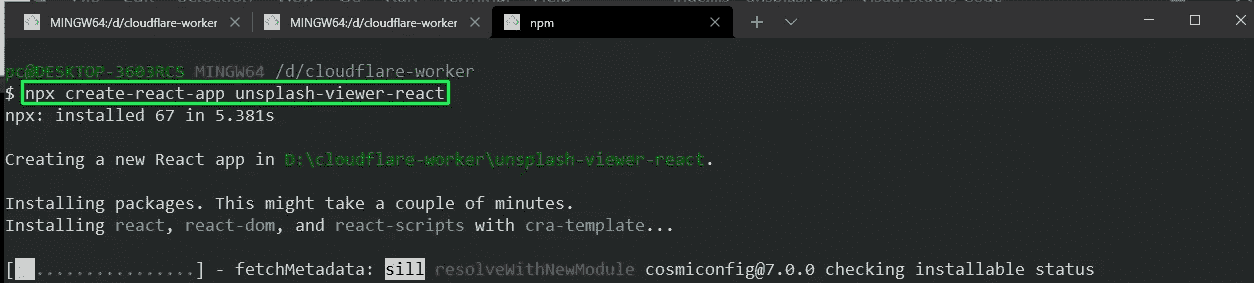 MINGW64:/d/cloudflare-worker
MINGW64:/d/cloudflare-worker
npm
pc@DESKTOP-3603RCS MINGW64 /d/cloudflare-worker
$ npx create-react-app unsplash-viewer-react
npx: installed 67 in 5.381s
Creating a new React app in D:\cloudflare-worker\unsplash-viewer-react.
Installing packages. This might take a couple of minutes.
Installing react, react-dom, and react-scripts with cra-template...
[ ................] - fetchMetadata: sill resolveWithNewModule cosmiconfig@7.0.0 checking installable status